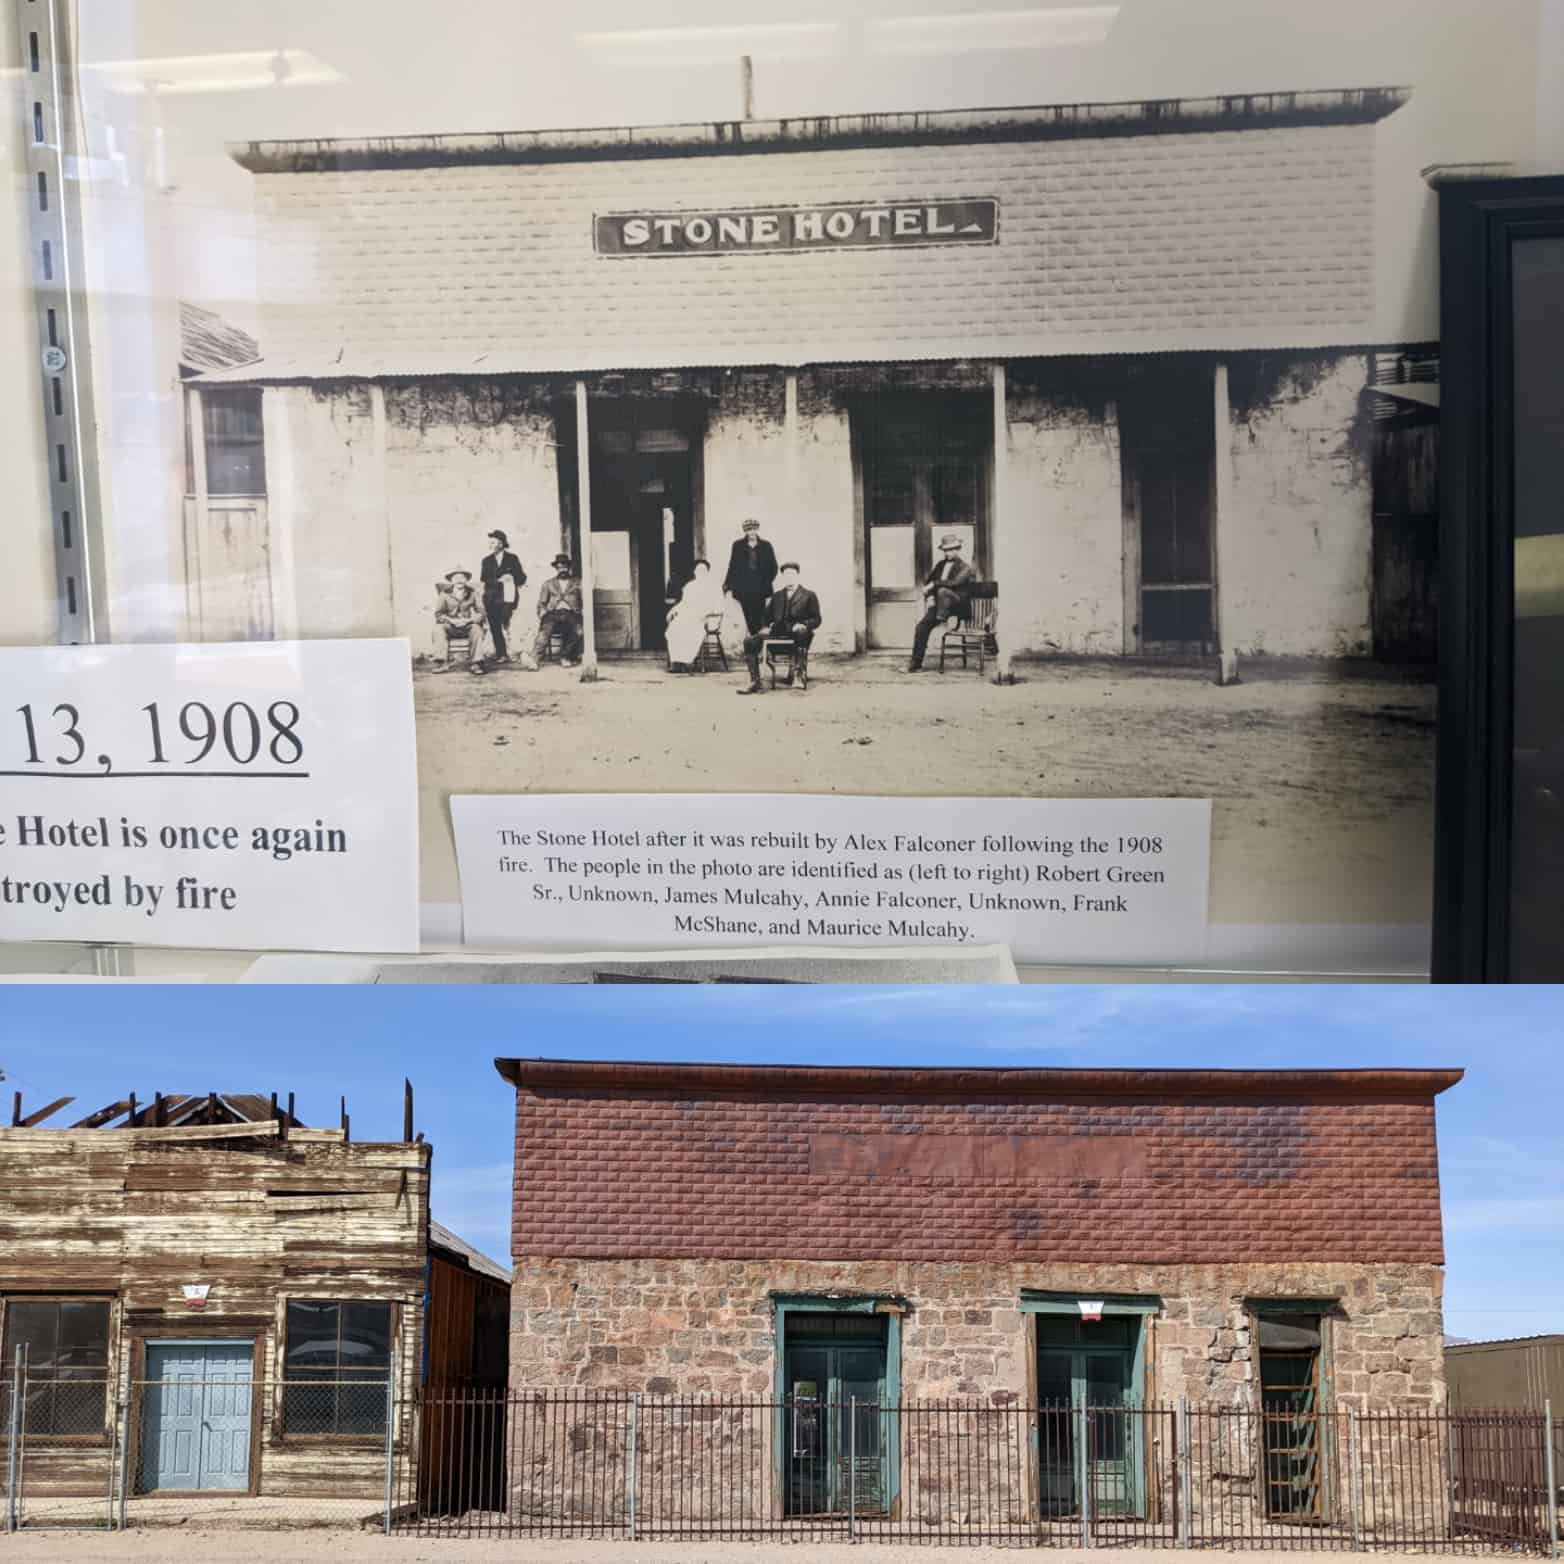 STONE HOTEL
13, 1908
Hotel is once again
troyed by fire
The Stone Hotel after it was rebuilt by Alex Falconer following the 1908
fire. The people in the photo are identified as (left to right) Robert Green
Sr., Unknown, James Mulcahy, Annie Falconer, Unknown, Frank
McShane, and Maurice Mulcahy.